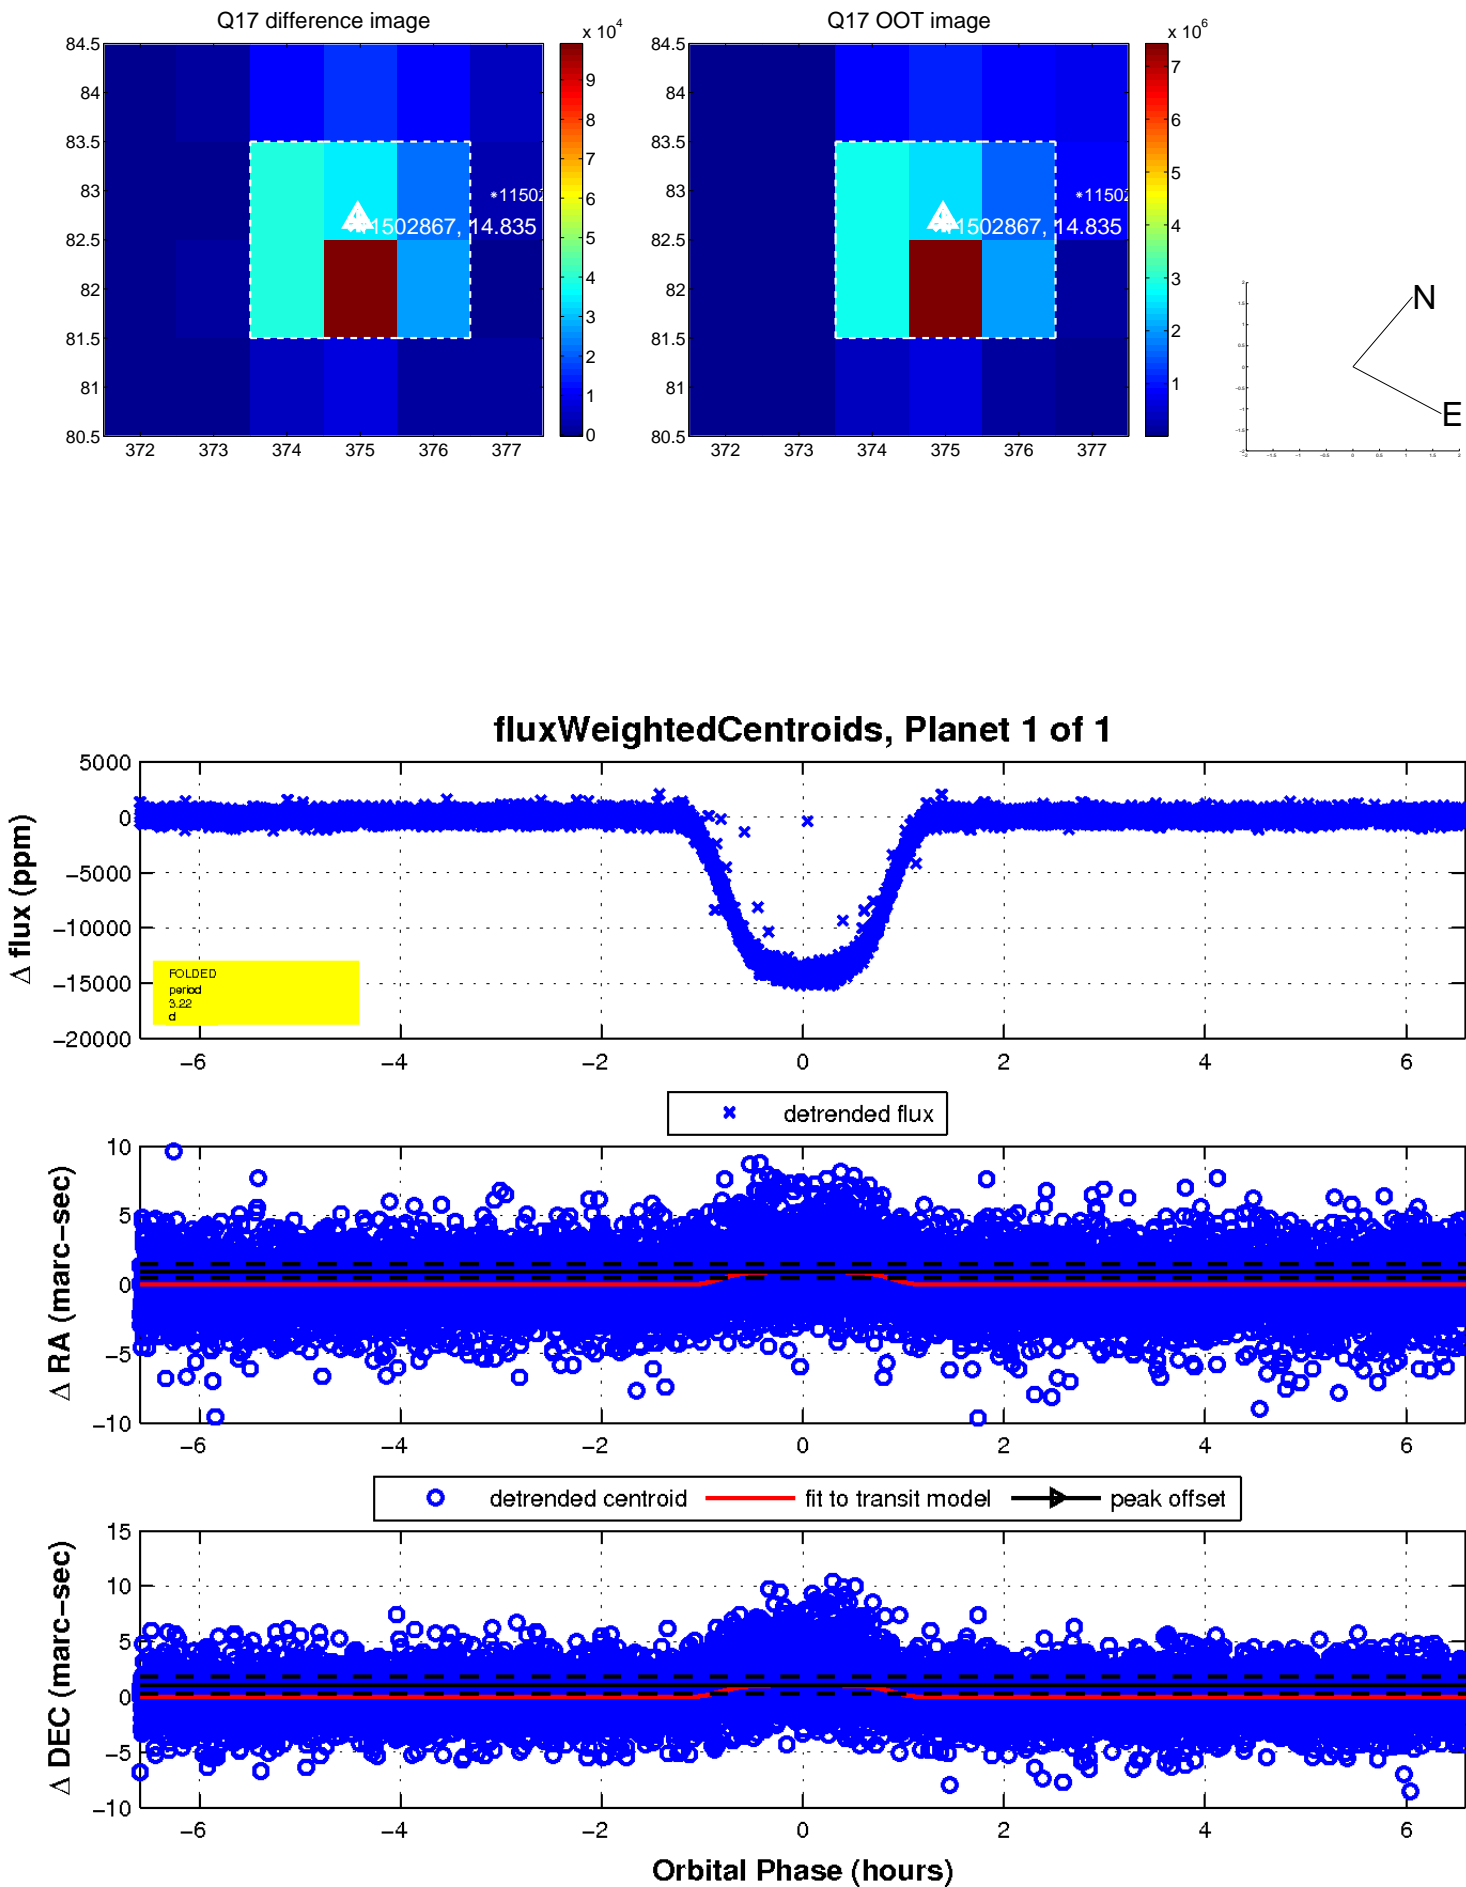 Q17 difference image
Q17 OOT image
x 10^4
x 10^6
84.5
84
83.5
83
82.5
82
81.5
81
80.5
372 373 374 375 376 377
9
8
7
6
5
4
3
2
1
0
1502867, 14.835
*1150
84.5
84
83.5
83
82.5
82
81.5
81
80.5
372 373 374 375 376 377
7
6
5
4
3
2
1
1502867, 14.835
*1150
N
E
fluxWeightedCentroids, Planet 1 of 1
Δ flux (ppm)
5000
0
−5000
−10000
−15000
−20000
FOLDED
period
3.22
d
−6 −4 −2 0 2 4 6
detrended flux
Δ RA (marc−sec)
10
5
0
−5
−10
−6 −4 −2 0 2 4 6
detrended centroid fit to transit model peak offset
Δ DEC (marc−sec)
15
10
5
0
−5
−10
−6 −4 −2 0 2 4 6
Orbital Phase (hours)